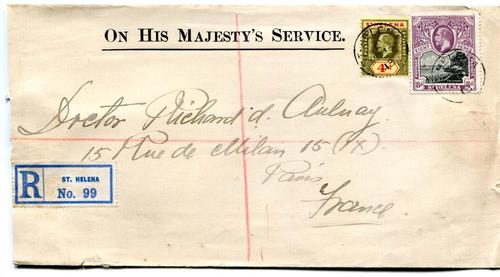 On His Majesty's Service.
ST HELENA
4d
ST HELENA
Doctor Richard d. Aulnay
15 Rue de Milan 15 (X).
Paris
France.
R
ST. HELENA
No. 99